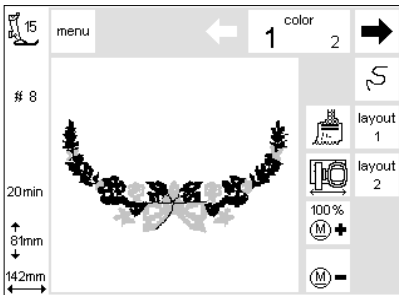 15
menu
color
1 2
# 8
layout
1
layout
2
20min
81mm
142mm
100%
M +
M -